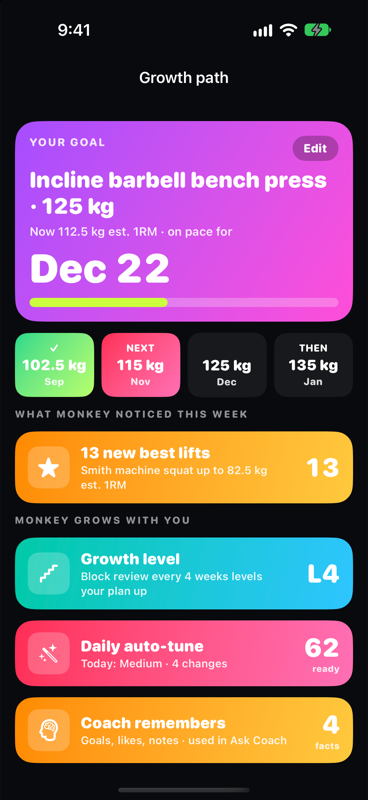 9:41
Growth path
YOUR GOAL
Edit
Incline barbell bench press
· 125 kg
Now 112.5 kg est. 1RM · on pace for
Dec 22
✓
102.5 kg
Sep
NEXT
115 kg
Nov
125 kg
Dec
THEN
135 kg
Jan
WHAT MONKEY NOTICED THIS WEEK
13 new best lifts
Smith machine squat up to 82.5 kg
est. 1RM
13
MONKEY GROWS WITH YOU
Growth level
Block review every 4 weeks levels
your plan up
L4
Daily auto-tune
Today: Medium · 4 changes
62
ready
Coach remembers
Goals, likes, notes · used in Ask Coach
4
facts